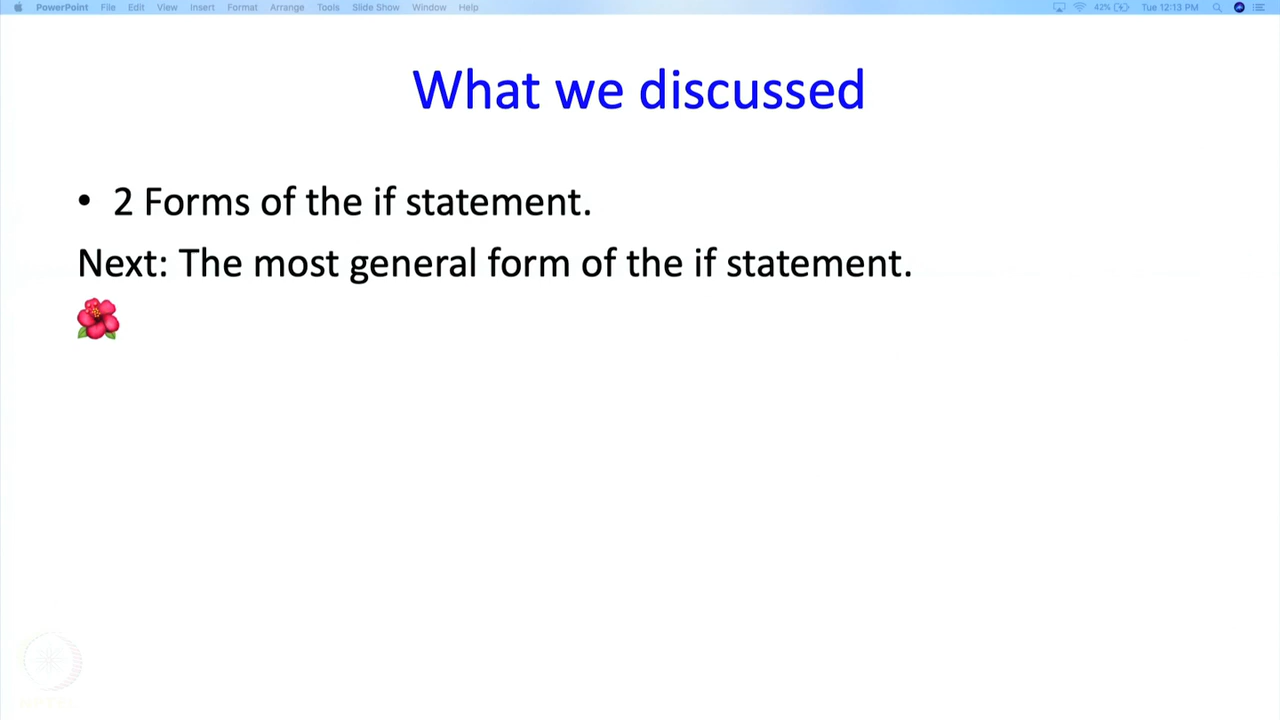 PowerPoint File Edit View Insert Format Arrange Tools Slide Show Window Help 42% Tue 12:13 PM
What we discussed
• 2 Forms of the if statement.
Next: The most general form of the if statement.